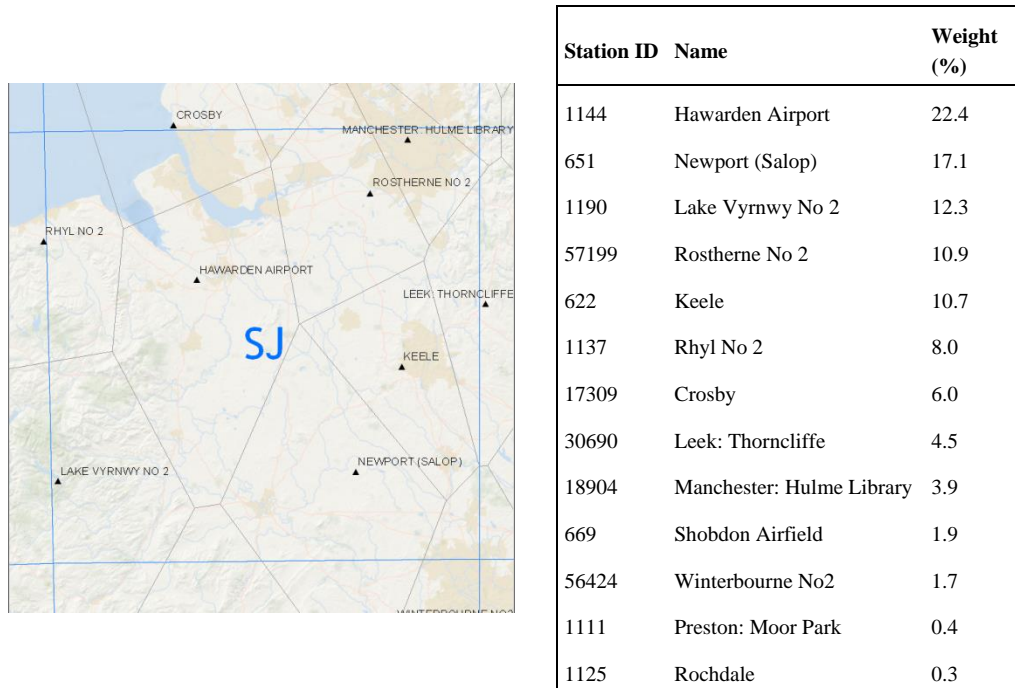 CROSBY
MANCHESTER: HULME LIBRARY
ROSTHERNE NO 2
RHYL NO 2
HAWARDEN AIRPORT
LEEK: THORNCLIFFE
SJ
KEELE
LAKE VYRNWY NO 2
NEWPORT (SALOP)
WINTERBOURNE NO2
Station ID Name Weight (%)
1144 Hawarden Airport 22.4
651 Newport (Salop) 17.1
1190 Lake Vyrnwy No 2 12.3
57199 Rostherne No 2 10.9
622 Keele 10.7
1137 Rhyl No 2 8.0
17309 Crosby 6.0
30690 Leek: Thorncliffe 4.5
18904 Manchester: Hulme Library 3.9
669 Shobdon Airfield 1.9
56424 Winterbourne No2 1.7
1111 Preston: Moor Park 0.4
1125 Rochdale 0.3